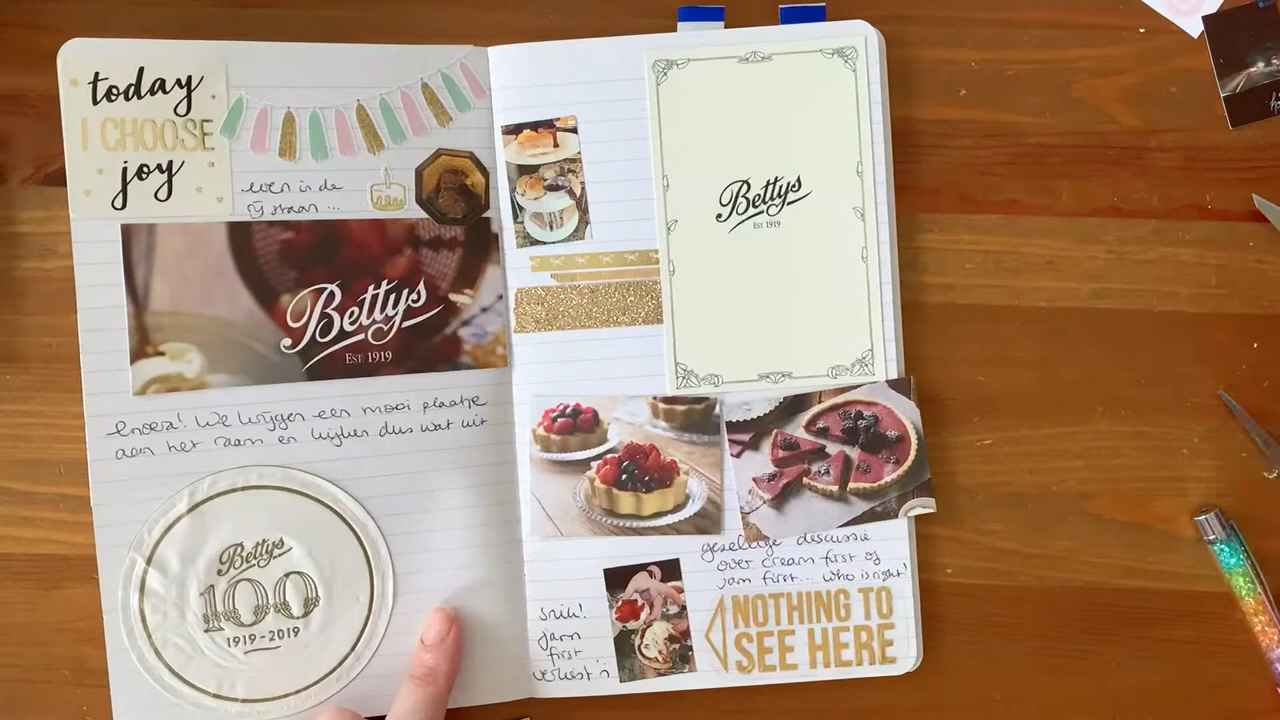 today
I CHOOSE
joy
even in de
rij staan ...
Bettys
EST 1919
hoera! We krijgen een mooi plaatje
aan het raam en kijken dus wat uit
Bettys
100
1919-2019
Bettys
EST. 1919
gezellige discussie
over cream first of
jam first... who is right!
snik!
jam
first
verliest :(
NOTHING TO
SEE HERE